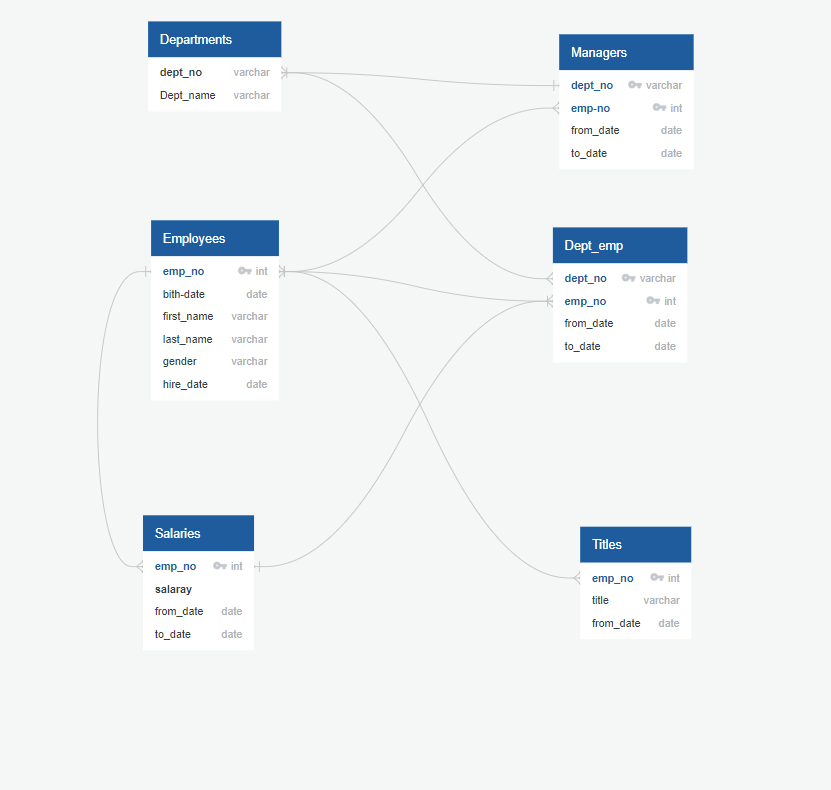 Departments
dept_no varchar
Dept_name varchar
Managers
dept_no varchar
emp-no int
from_date date
to_date date
Employees
emp_no int
bith-date date
first_name varchar
last_name varchar
gender varchar
hire_date date
Dept_emp
dept_no varchar
emp_no int
from_date date
to_date date
Salaries
emp_no int
salaray
from_date date
to_date date
Titles
emp_no int
title varchar
from_date date